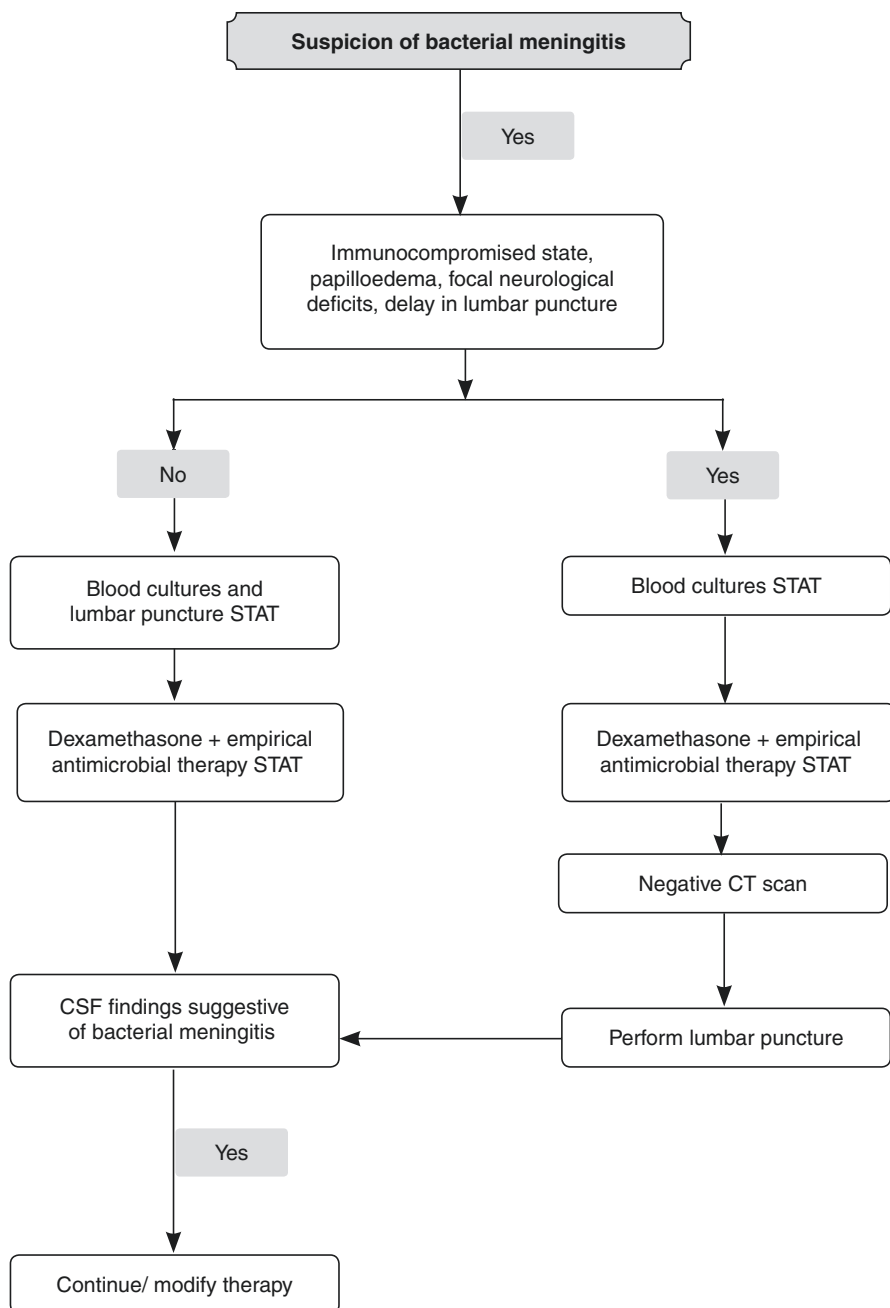 Suspicion of bacterial meningitis
Yes
Immunocompromised state,
papilloedema, focal neurological
deficits, delay in lumbar puncture
No
Yes
Blood cultures and
lumbar puncture STAT
Blood cultures STAT
Dexamethasone + empirical
antimicrobial therapy STAT
Dexamethasone + empirical
antimicrobial therapy STAT
Negative CT scan
CSF findings suggestive
of bacterial meningitis
Perform lumbar puncture
Yes
Continue/ modify therapy